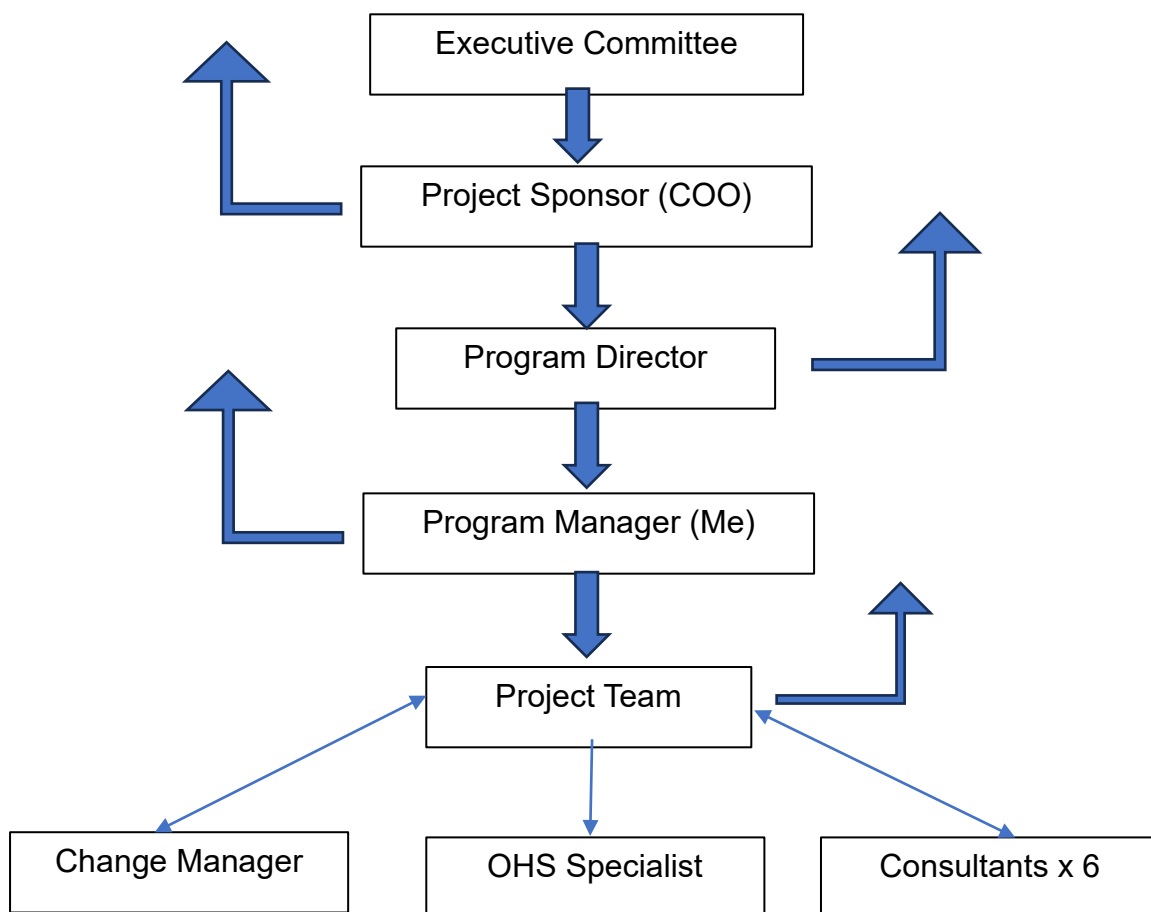 Executive Committee
Project Sponsor (COO)
Program Director
Program Manager (Me)
Project Team
Change Manager
OHS Specialist
Consultants x 6